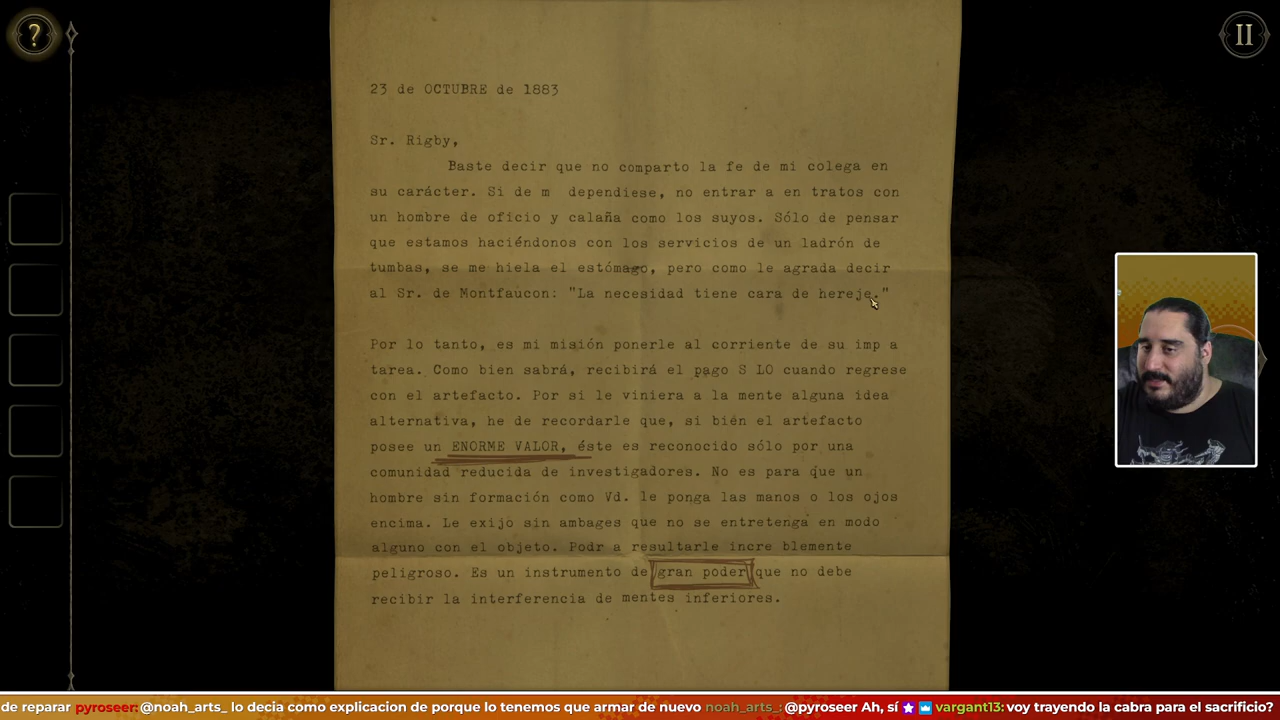 ?
II
23 de OCTUBRE de 1883
Sr. Rigby,
Baste decir que no comparto la fe de mi colega en
su carácter. Si de m dependiese, no entrar a en tratos con
un hombre de oficio y calaña como los suyos. Sólo de pensar
que estamos haciéndonos con los servicios de un ladrón de
tumbas, se me hiela el estómago, pero como le agrada decir
al Sr. de Montfaucon: "La necesidad tiene cara de hereje."
Por lo tanto, es mi misión ponerle al corriente de su imp a
tarea. Como bien sabrá, recibirá el pago S LO cuando regrese
con el artefacto. Por si le viniera a la mente alguna idea
alternativa, he de recordarle que, si bien el artefacto
posee un ENORME VALOR, éste es reconocido sólo por una
comunidad reducida de investigadores. No es para que un
hombre sin formación como Vd. le ponga las manos o los ojos
encima. Le exijo sin ambages que no se entretenga en modo
alguno con el objeto. Podr a resultarle incre blemente
peligroso. Es un instrumento de gran poder que no debe
recibir la interferencia de mentes inferiores.
de reparar pyroseer: @noah_arts_ lo decia como explicacion de porque lo tenemos que armar de nuevo noah_arts_: @pyroseer Ah, sí vargant13: voy trayendo la cabra para el sacrificio?